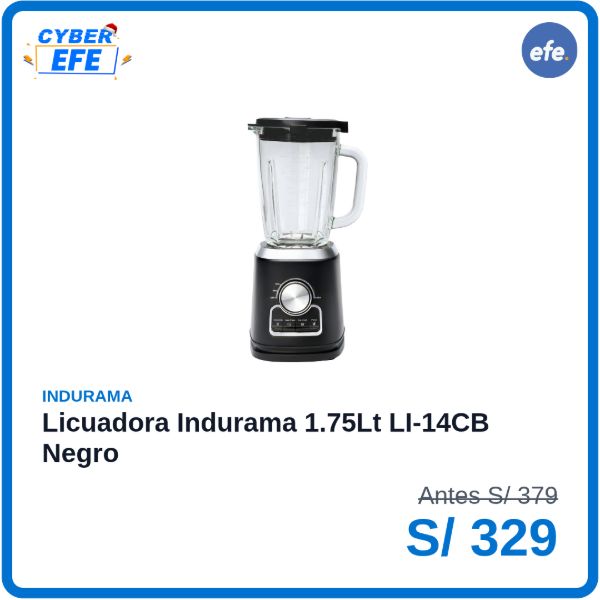 CYBER
EFE
efe.
INDURAMA
Licuadora Indurama 1.75Lt LI-14CB
Negro
Antes S/ 379
S/ 329